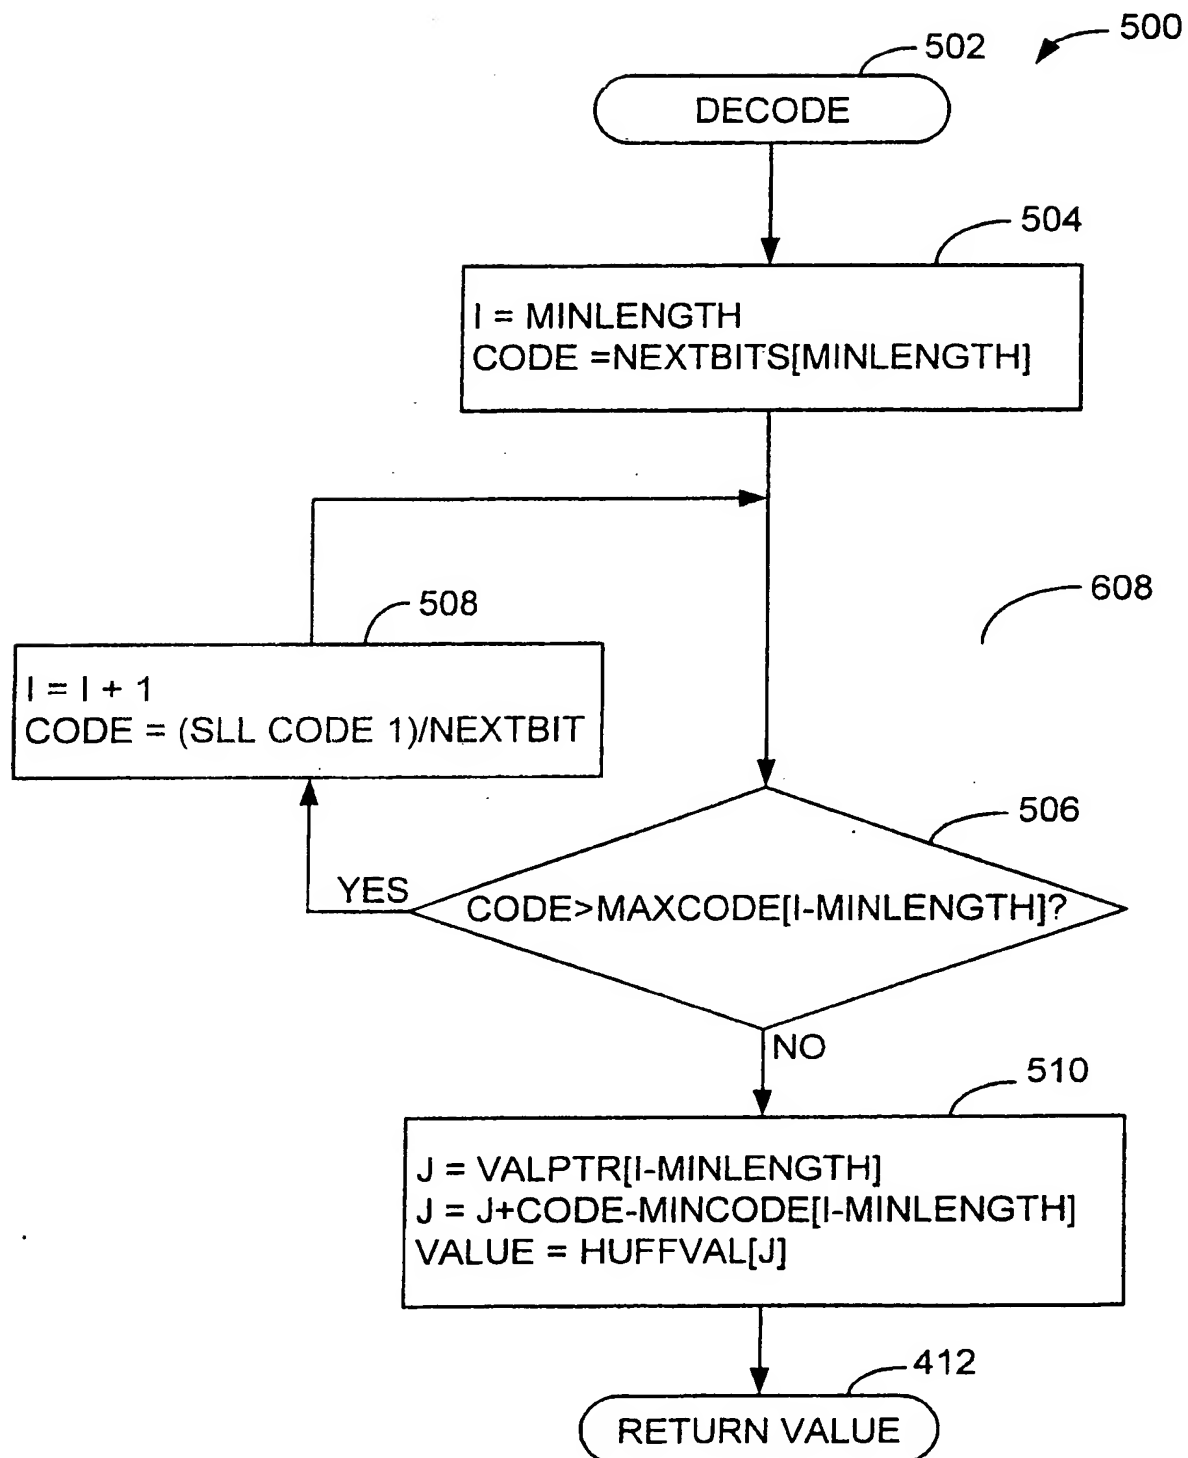 500
502
DECODE
504
I = MINLENGTH
CODE =NEXTBITS[MINLENGTH]
608
508
I = I + 1
CODE = (SLL CODE 1)/NEXTBIT
506
YES
CODE>MAXCODE[I-MINLENGTH]?
NO
510
J = VALPTR[I-MINLENGTH]
J = J+CODE-MINCODE[I-MINLENGTH]
VALUE = HUFFVAL[J]
412
RETURN VALUE